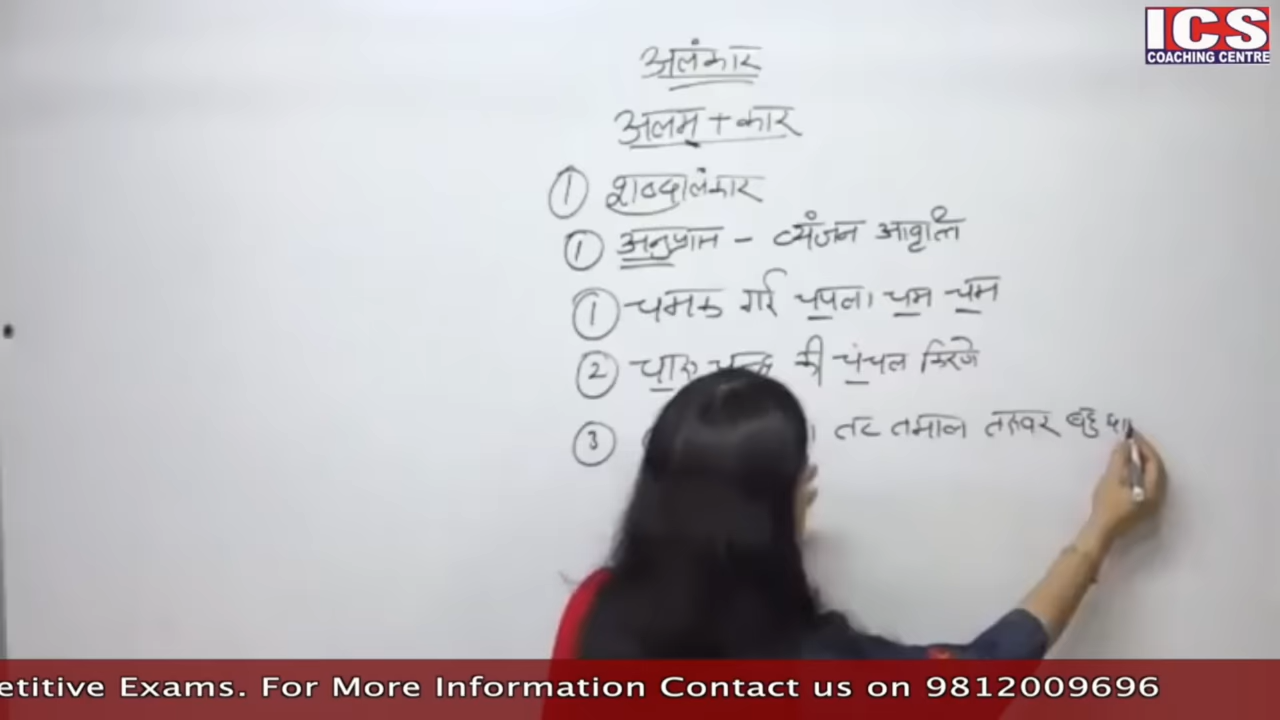 ICS
COACHING CENTRE
अलंकार
अलम् + कार
① शब्दालंकार
① अनुप्रास - व्यंजन आवृत्ति
① चमक गई चपला चम चम
② चारु की चंचल किरणे
③ तट तमाल तरुवर बहु
etitive Exams. For More Information Contact us on 9812009696